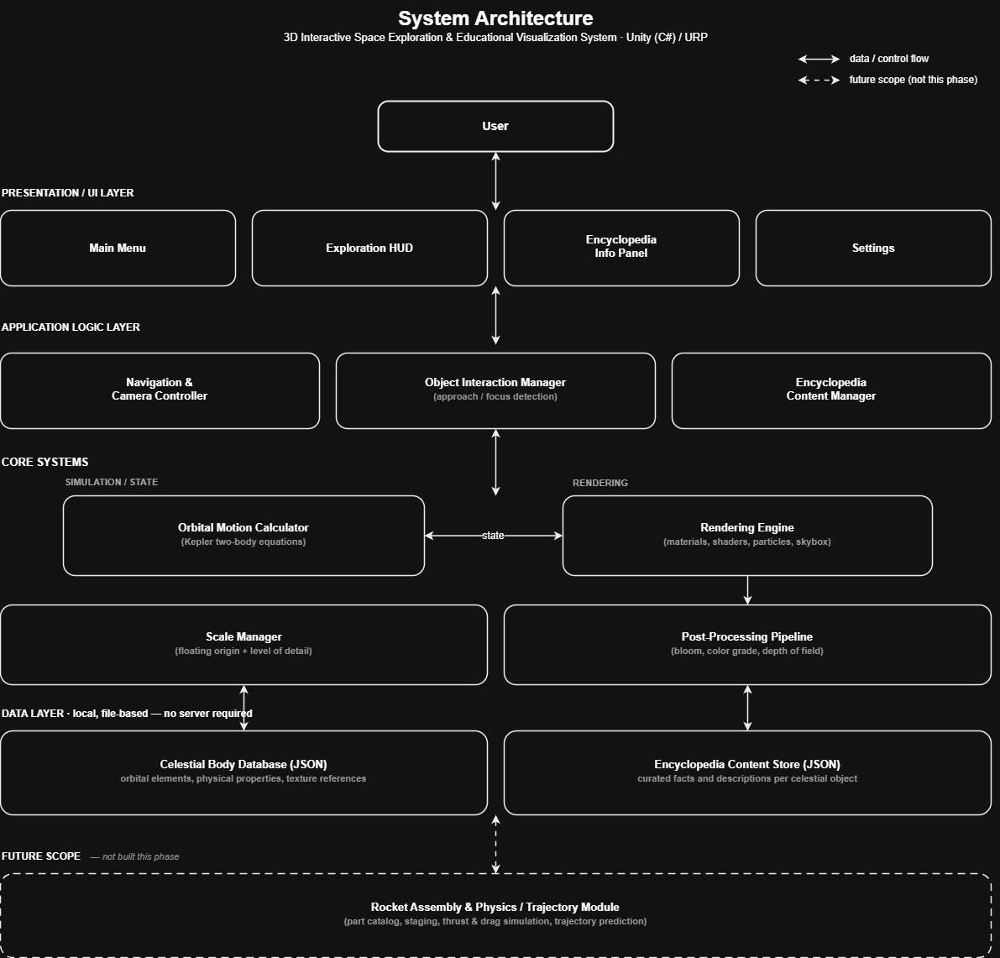 System Architecture
3D Interactive Space Exploration & Educational Visualization System · Unity (C#) / URP
data / control flow
future scope (not this phase)
User
PRESENTATION / UI LAYER
Main Menu
Exploration HUD
Encyclopedia
Info Panel
Settings
APPLICATION LOGIC LAYER
Navigation &
Camera Controller
Object Interaction Manager
(approach / focus detection)
Encyclopedia
Content Manager
CORE SYSTEMS
SIMULATION / STATE
RENDERING
Orbital Motion Calculator
(Kepler two-body equations)
state
Rendering Engine
(materials, shaders, particles, skybox)
Scale Manager
(floating origin + level of detail)
Post-Processing Pipeline
(bloom, color grade, depth of field)
DATA LAYER · local, file-based — no server required
Celestial Body Database (JSON)
orbital elements, physical properties, texture references
Encyclopedia Content Store (JSON)
curated facts and descriptions per celestial object
FUTURE SCOPE — not built this phase
Rocket Assembly & Physics / Trajectory Module
(part catalog, staging, thrust & drag simulation, trajectory prediction)